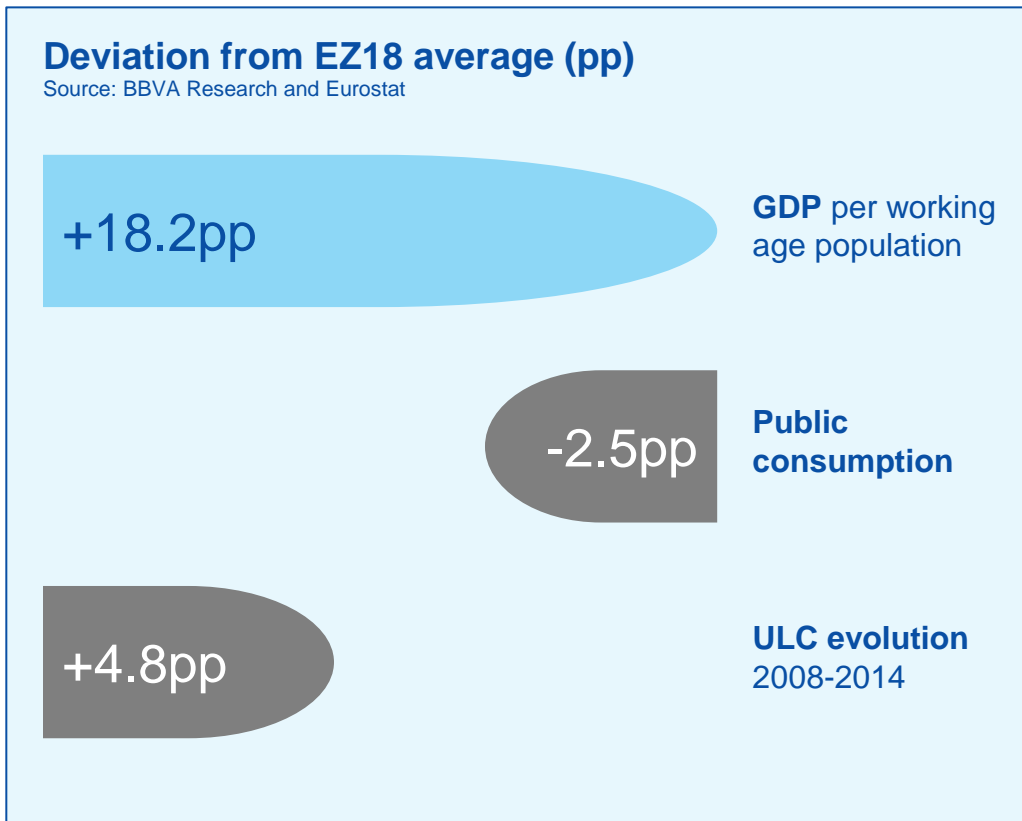 Deviation from EZ18 average (pp)
Source: BBVA Research and Eurostat
+18.2pp
GDP per working
age population
-2.5pp
Public
consumption
+4.8pp
ULC evolution
2008-2014